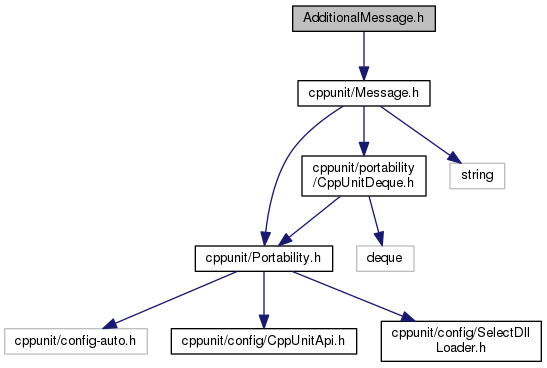 AdditionalMessage.h
cppunit/Message.h
cppunit/portability
/CppUnitDeque.h
string
cppunit/Portability.h
deque
cppunit/config-auto.h
cppunit/config/CppUnitApi.h
cppunit/config/SelectDll
Loader.h